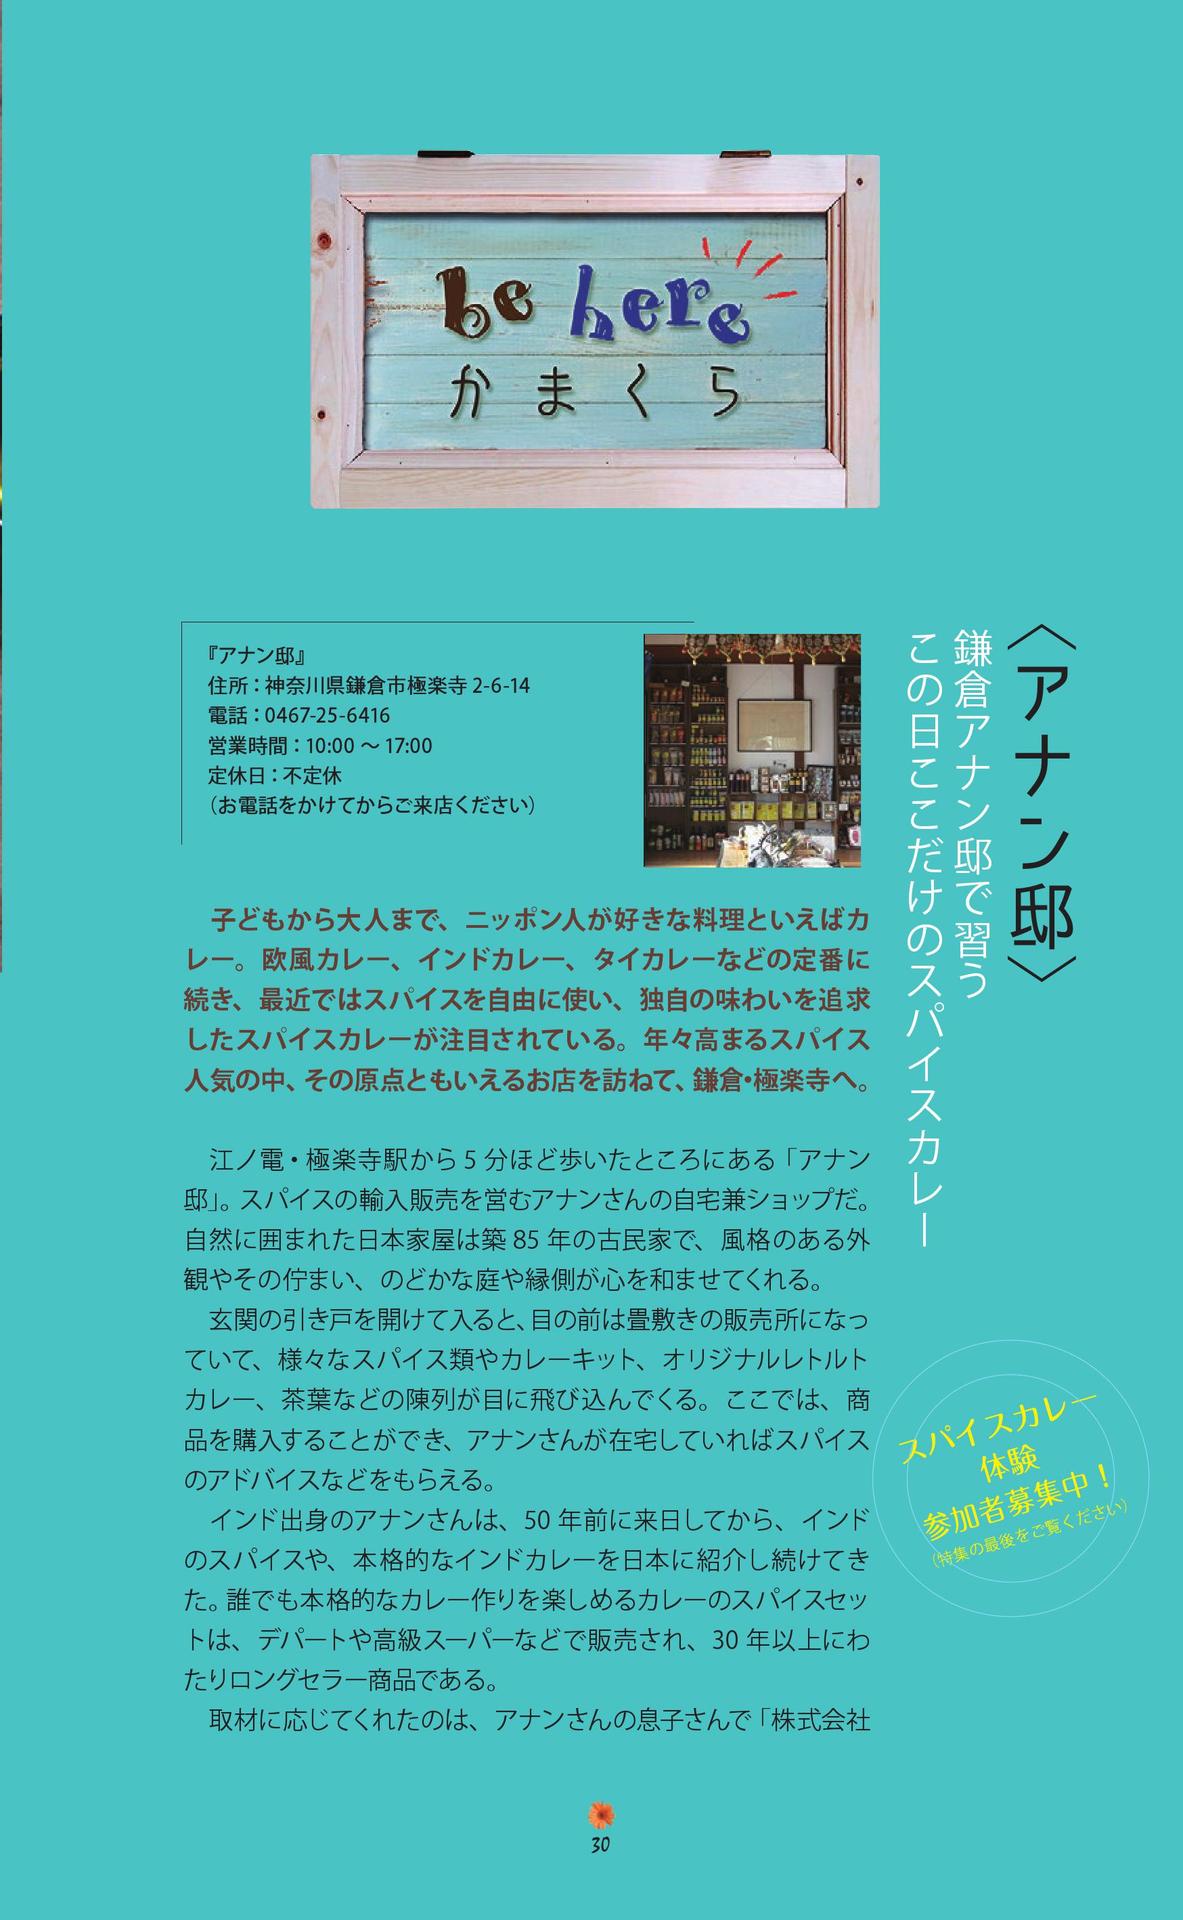 be here
かまくら
〈アナン邸〉
鎌倉アナン邸で習う
この日ここだけのスパイスカレー
『アナン邸』
住所：神奈川県鎌倉市極楽寺 2-6-14
電話：0467-25-6416
営業時間：10:00 〜 17:00
定休日：不定休
（お電話をかけてからご来店ください）
子どもから大人まで、ニッポン人が好きな料理といえばカ
レー。欧風カレー、インドカレー、タイカレーなどの定番に
続き、最近ではスパイスを自由に使い、独自の味わいを追求
したスパイスカレーが注目されている。年々高まるスパイス
人気の中、その原点ともいえるお店を訪ねて、鎌倉・極楽寺へ。
江ノ電・極楽寺駅から 5 分ほど歩いたところにある「アナン
邸」。スパイスの輸入販売を営むアナンさんの自宅兼ショップだ。
自然に囲まれた日本家屋は築 85 年の古民家で、風格のある外
観やその佇まい、のどかな庭や縁側が心を和ませてくれる。
玄関の引き戸を開けて入ると、目の前は畳敷きの販売所になっ
ていて、様々なスパイス類やカレーキット、オリジナルレトルト
カレー、茶葉などの陳列が目に飛び込んでくる。ここでは、商
品を購入することができ、アナンさんが在宅していればスパイス
のアドバイスなどをもらえる。
インド出身のアナンさんは、50 年前に来日してから、インド
のスパイスや、本格的なインドカレーを日本に紹介し続けてき
た。誰でも本格的なカレー作りを楽しめるカレーのスパイスセッ
トは、デパートや高級スーパーなどで販売され、30 年以上にわ
たりロングセラー商品である。
取材に応じてくれたのは、アナンさんの息子さんで「株式会社
スパイスカレー
体験
参加者募集中！
（特集の最後をご覧ください）
30